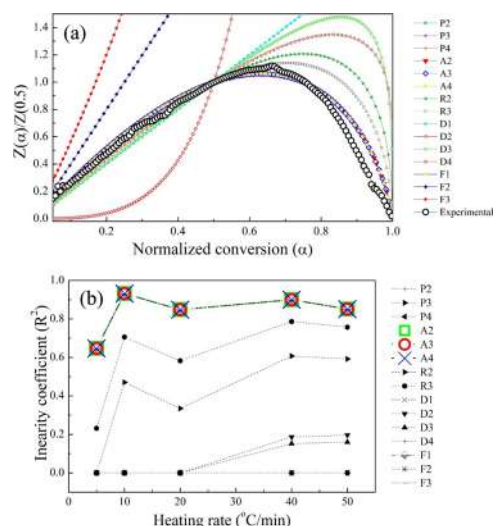 (a)
Z(α)/Z(0.5)
1.4
1.2
1.0
0.8
0.6
0.4
0.2
0.0
0.2 0.4 0.6 0.8 1.0
Normalized conversion (α)
P2
P3
P4
A2
A3
A4
R2
R3
D1
D2
D3
D4
F1
F2
F3
Experimental
(b)
lnearity coefficient (R²)
1.0
0.8
0.6
0.4
0.2
0.0
0 10 20 30 40 50
Heating rate (°C/min)
P2
P3
P4
A2
A3
A4
R2
R3
D1
D2
D3
D4
F1
F2
F3